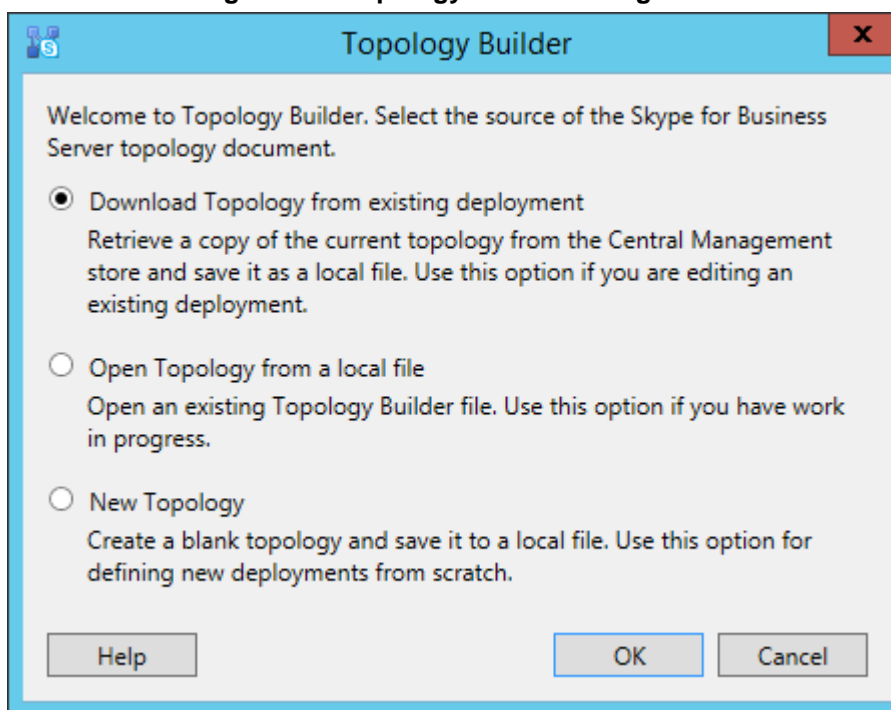 Topology Builder
x
Welcome to Topology Builder. Select the source of the Skype for Business
Server topology document.
Download Topology from existing deployment
Retrieve a copy of the current topology from the Central Management
store and save it as a local file. Use this option if you are editing an
existing deployment.
Open Topology from a local file
Open an existing Topology Builder file. Use this option if you have work
in progress.
New Topology
Create a blank topology and save it to a local file. Use this option for
defining new deployments from scratch.
Help OK Cancel